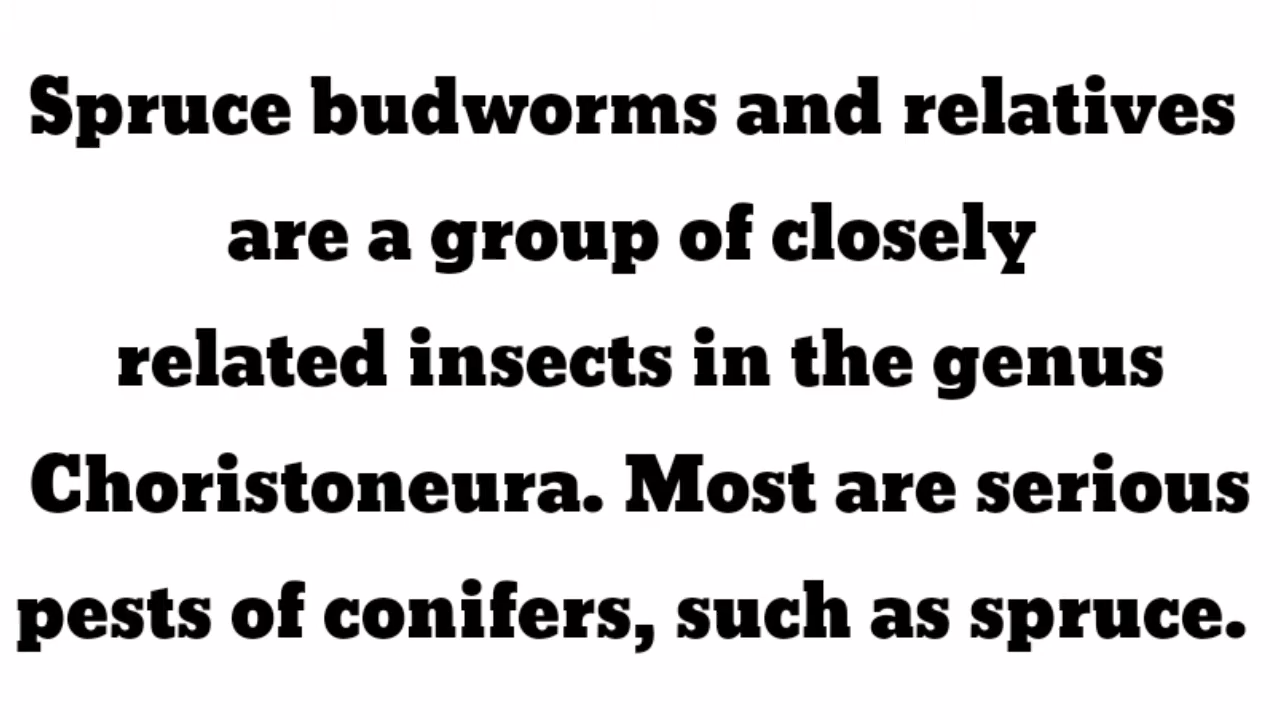 Spruce budworms and relatives
are a group of closely
related insects in the genus
Choristoneura. Most are serious
pests of conifers, such as spruce.